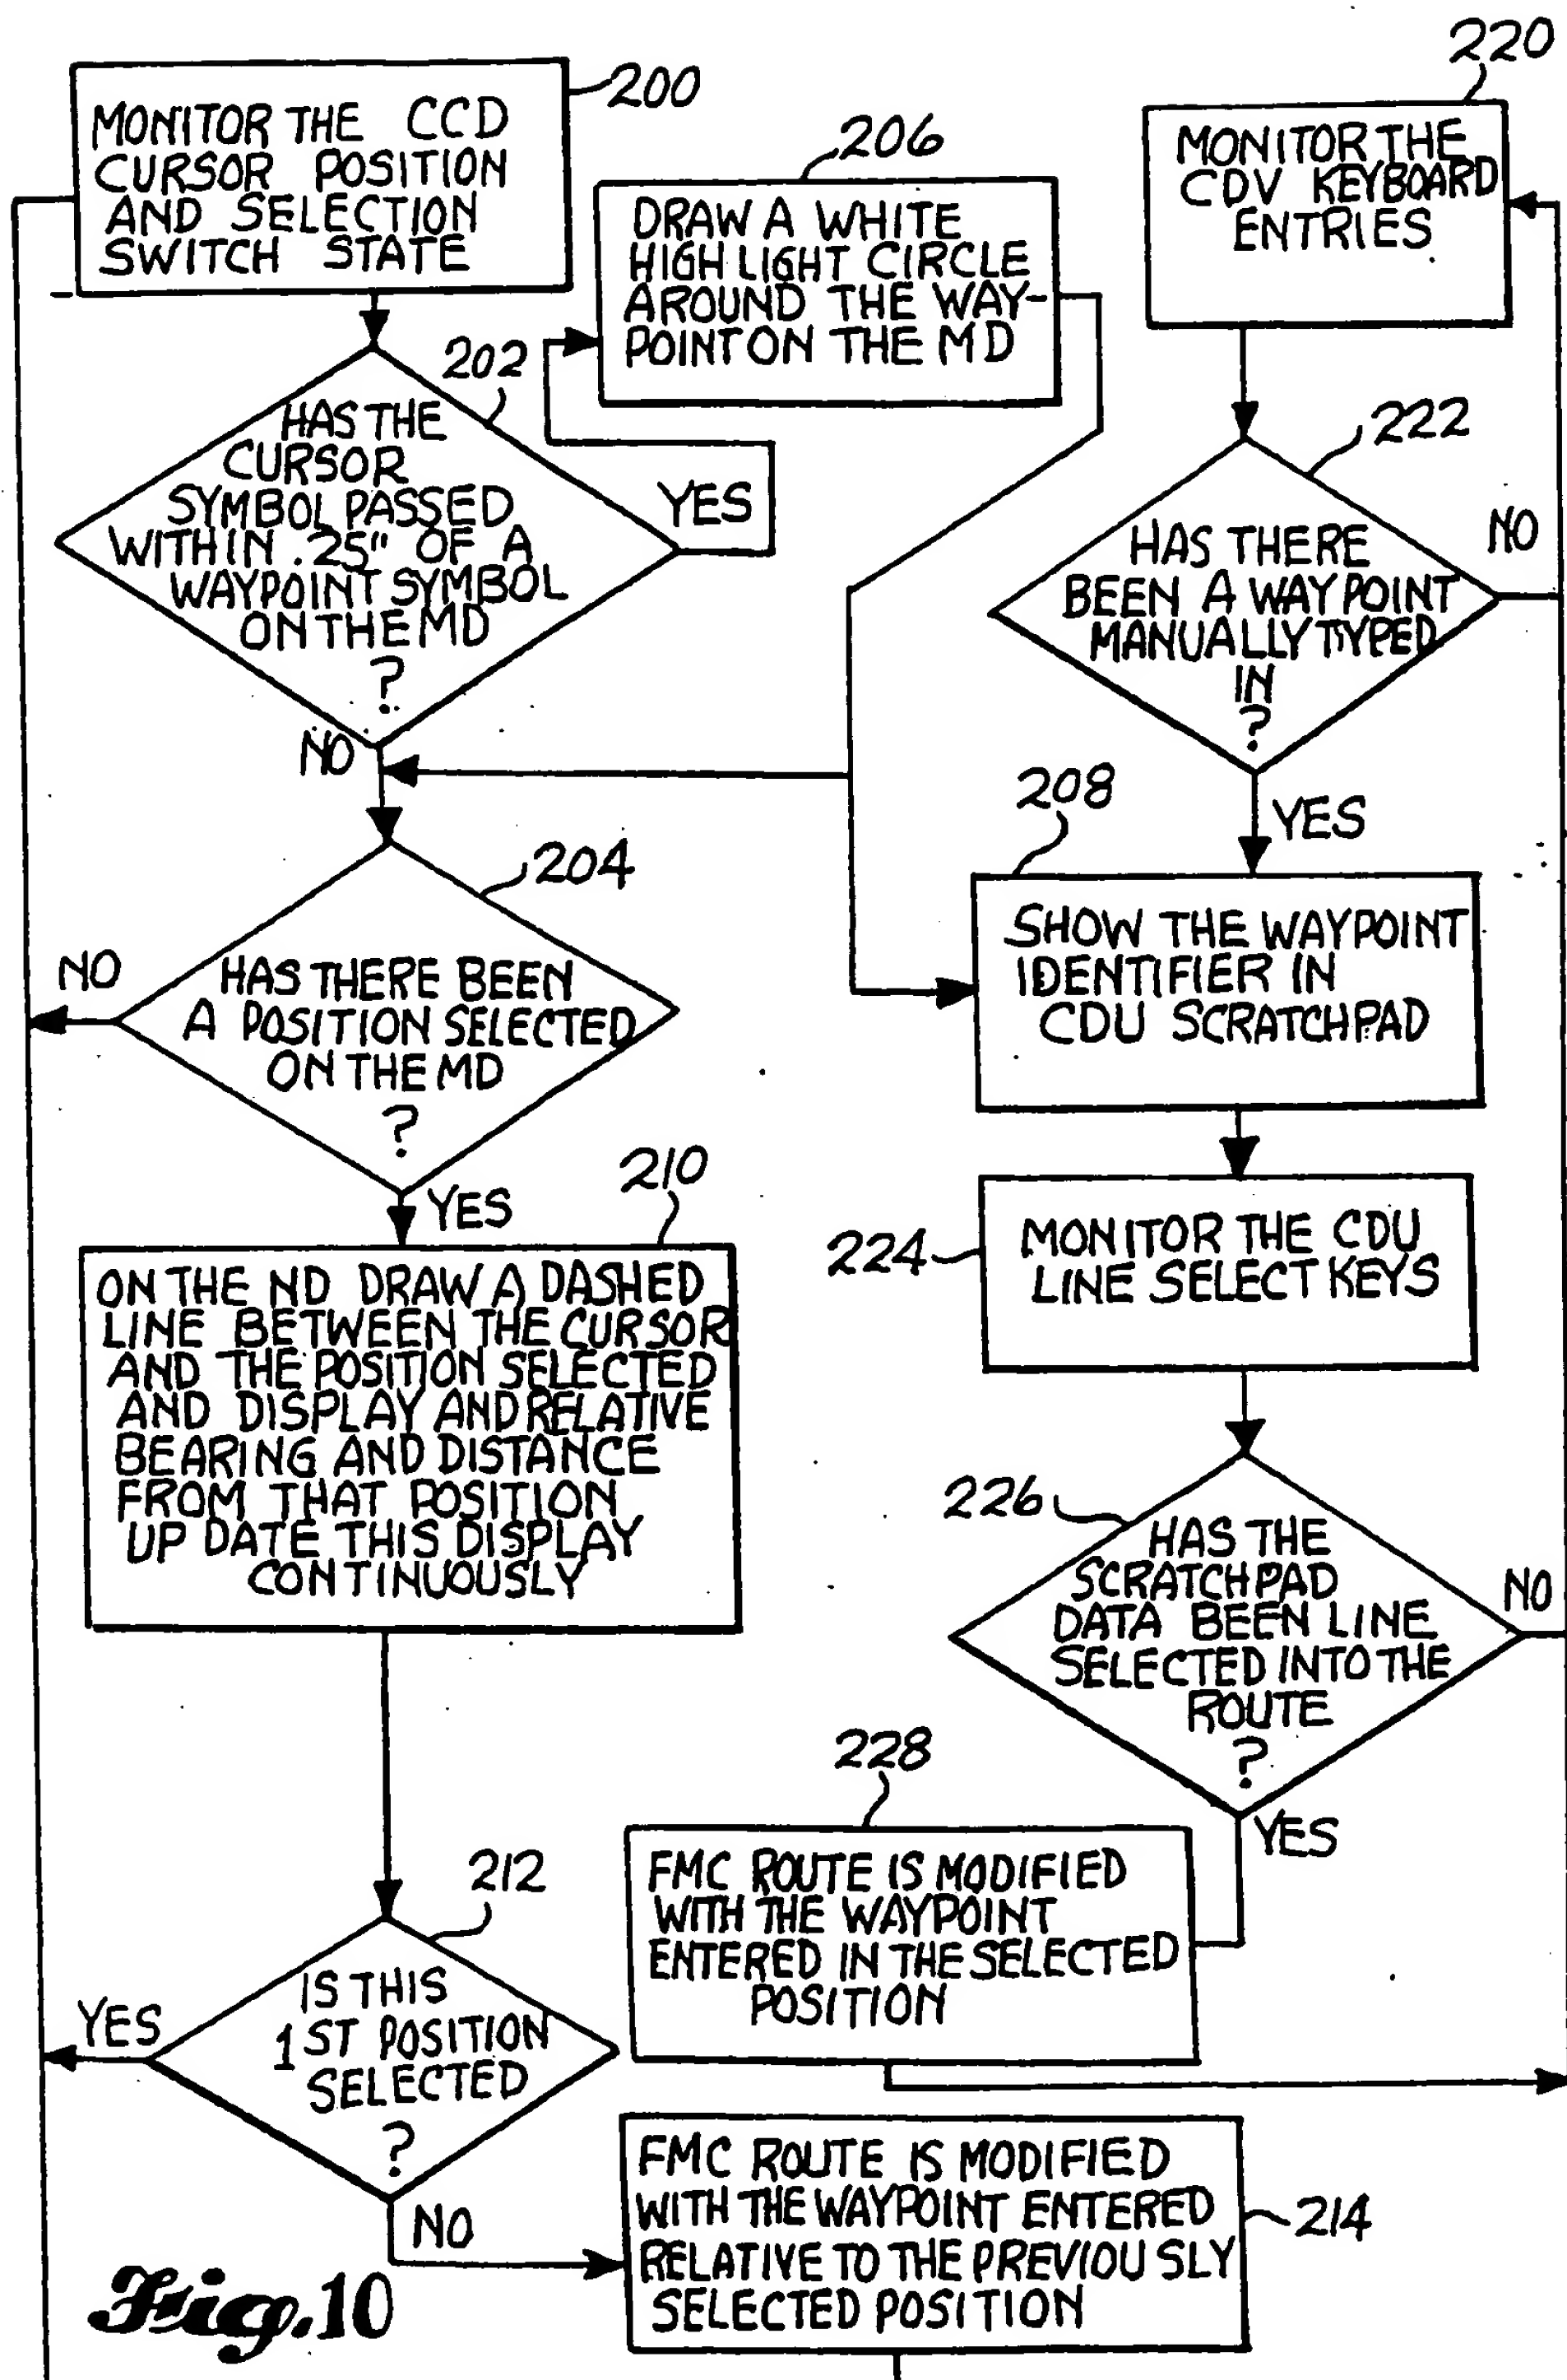 200
MONITOR THE CCD
CURSOR POSITION
AND SELECTION
SWITCH STATE
202
HAS THE
CURSOR
SYMBOL PASSED
WITHIN .25" OF A
WAYPOINT SYMBOL
ON THE MD
?
YES
NO
206
DRAW A WHITE
HIGH LIGHT CIRCLE
AROUND THE WAY-
POINT ON THE MD
204
HAS THERE BEEN
A POSITION SELECTED
ON THE MD
?
NO
YES
210
ON THE ND DRAW A DASHED
LINE BETWEEN THE CURSOR
AND THE POSITION SELECTED
AND DISPLAY AND RELATIVE
BEARING AND DISTANCE
FROM THAT POSITION
UP DATE THIS DISPLAY
CONTINUOUSLY
212
IS THIS
1ST POSITION
SELECTED
?
YES
NO
220
MONITOR THE
CDV KEYBOARD
ENTRIES
222
HAS THERE
BEEN A WAYPOINT
MANUALLY TYPED
IN
?
NO
YES
208
SHOW THE WAYPOINT
IDENTIFIER IN
CDU SCRATCHPAD
224
MONITOR THE CDU
LINE SELECT KEYS
226
HAS THE
SCRATCHPAD
DATA BEEN LINE
SELECTED INTO THE
ROUTE
?
NO
YES
228
FMC ROUTE IS MODIFIED
WITH THE WAYPOINT
ENTERED IN THE SELECTED
POSITION
FMC ROUTE IS MODIFIED
WITH THE WAYPOINT ENTERED
RELATIVE TO THE PREVIOUSLY
SELECTED POSITION
214
Fig.10